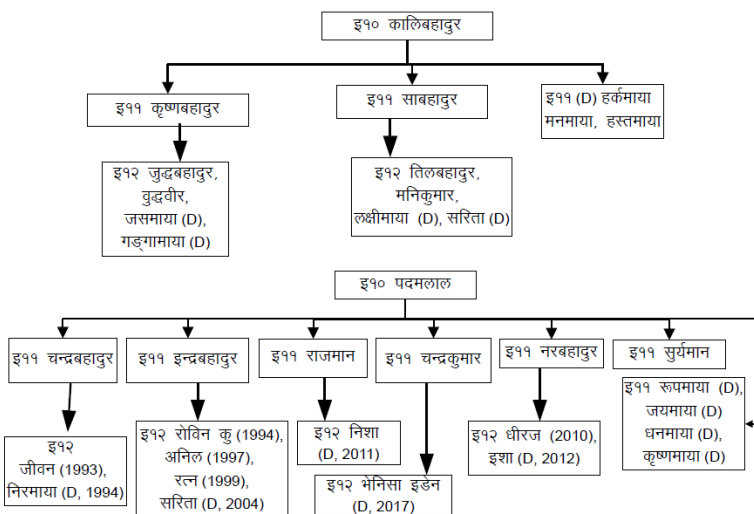 इ१० कालिबहादुर
इ११ कृष्णबहादुर
इ११ साबहादुर
इ११ (D) हर्कमाया
मनमाया, हस्तमाया
इ१२ जुद्धबहादुर,
वुद्धवीर,
जसमाया (D),
गङ्गामाया (D)
इ१२ तिलबहादुर,
मनिकुमार,
लक्षीमाया (D), सरिता (D)
इ१० पदमलाल
इ११ चन्द्रबहादुर
इ११ इन्द्रबहादुर
इ११ राजमान
इ११ चन्द्रकुमार
इ११ नरबहादुर
इ११ सुर्यमान
इ१२
जीवन (1993),
निरमाया (D, 1994)
इ१२ रोविन कु (1994),
अनिल (1997),
रत्न (1999),
सरिता (D, 2004)
इ१२ निशा
(D, 2011)
इ१२ भेनिसा इडेन
(D, 2017)
इ१२ धीरज (2010),
इशा (D, 2012)
इ११ रूपमाया (D),
जयमाया (D)
धनमाया (D),
कृष्णमाया (D)